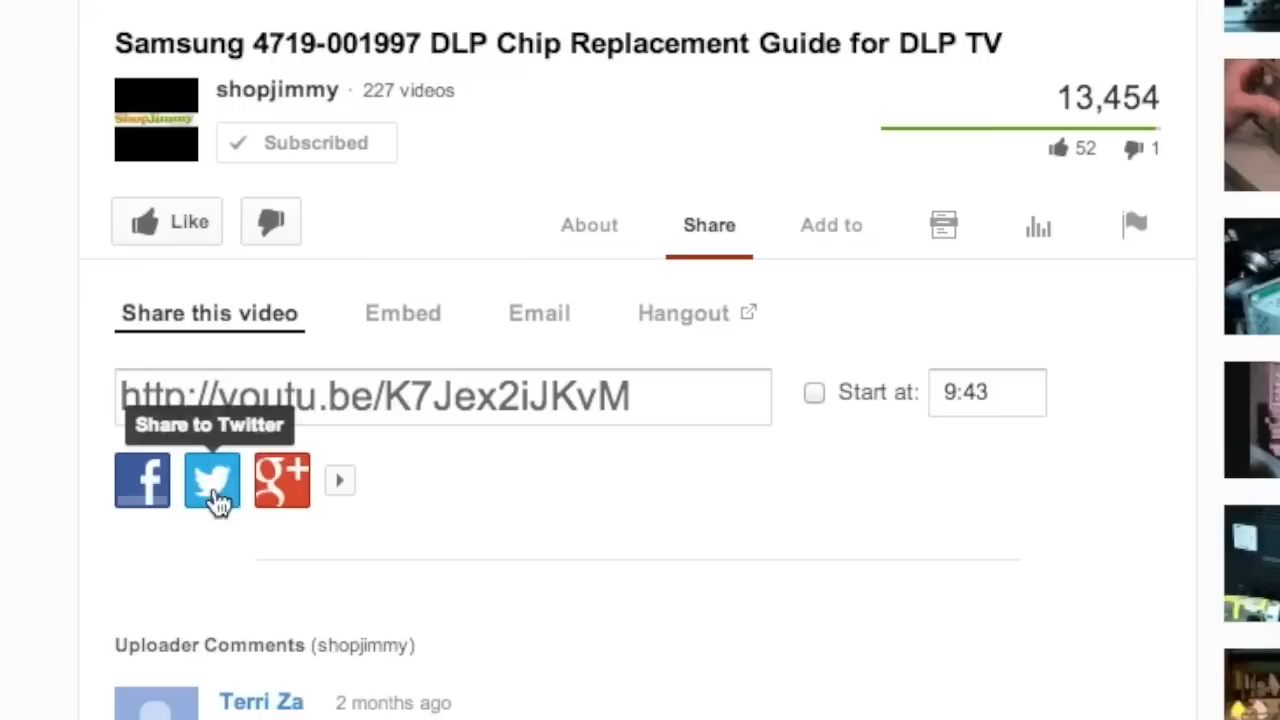 Samsung 4719-001997 DLP Chip Replacement Guide for DLP TV
shopjimmy · 227 videos
ShopJimmy
Subscribed
13,454
52 1
Like
About Share Add to
Share this video Embed Email Hangout
http://youtu.be/K7Jex2iJKvM
Start at: 9:43
Share to Twitter
f g+
Uploader Comments (shopjimmy)
Terri Za 2 months ago